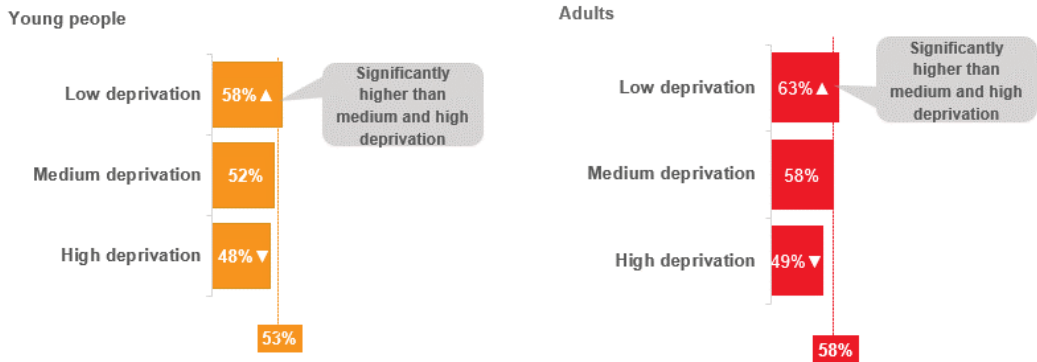 Young people
Low deprivation
58% ▲
Significantly
higher than
medium and high
deprivation
Medium deprivation
52%
High deprivation
48% ▼
53%
Adults
Low deprivation
63% ▲
Significantly
higher than
medium and high
deprivation
Medium deprivation
58%
High deprivation
49% ▼
58%